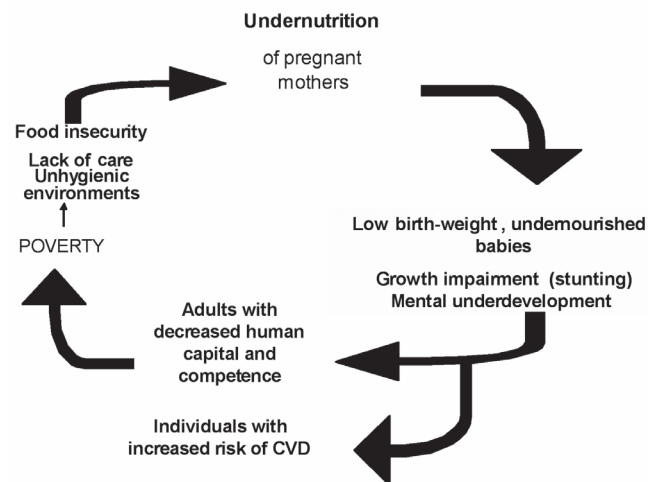 Undernutrition
of pregnant
mothers
Food insecurity
Lack of care
Unhygienic
environments
POVERTY
Low birth-weight , undernourished
babies
Growth impairment (stunting)
Mental underdevelopment
Adults with
decreased human
capital and
competence
Individuals with
increased risk of CVD